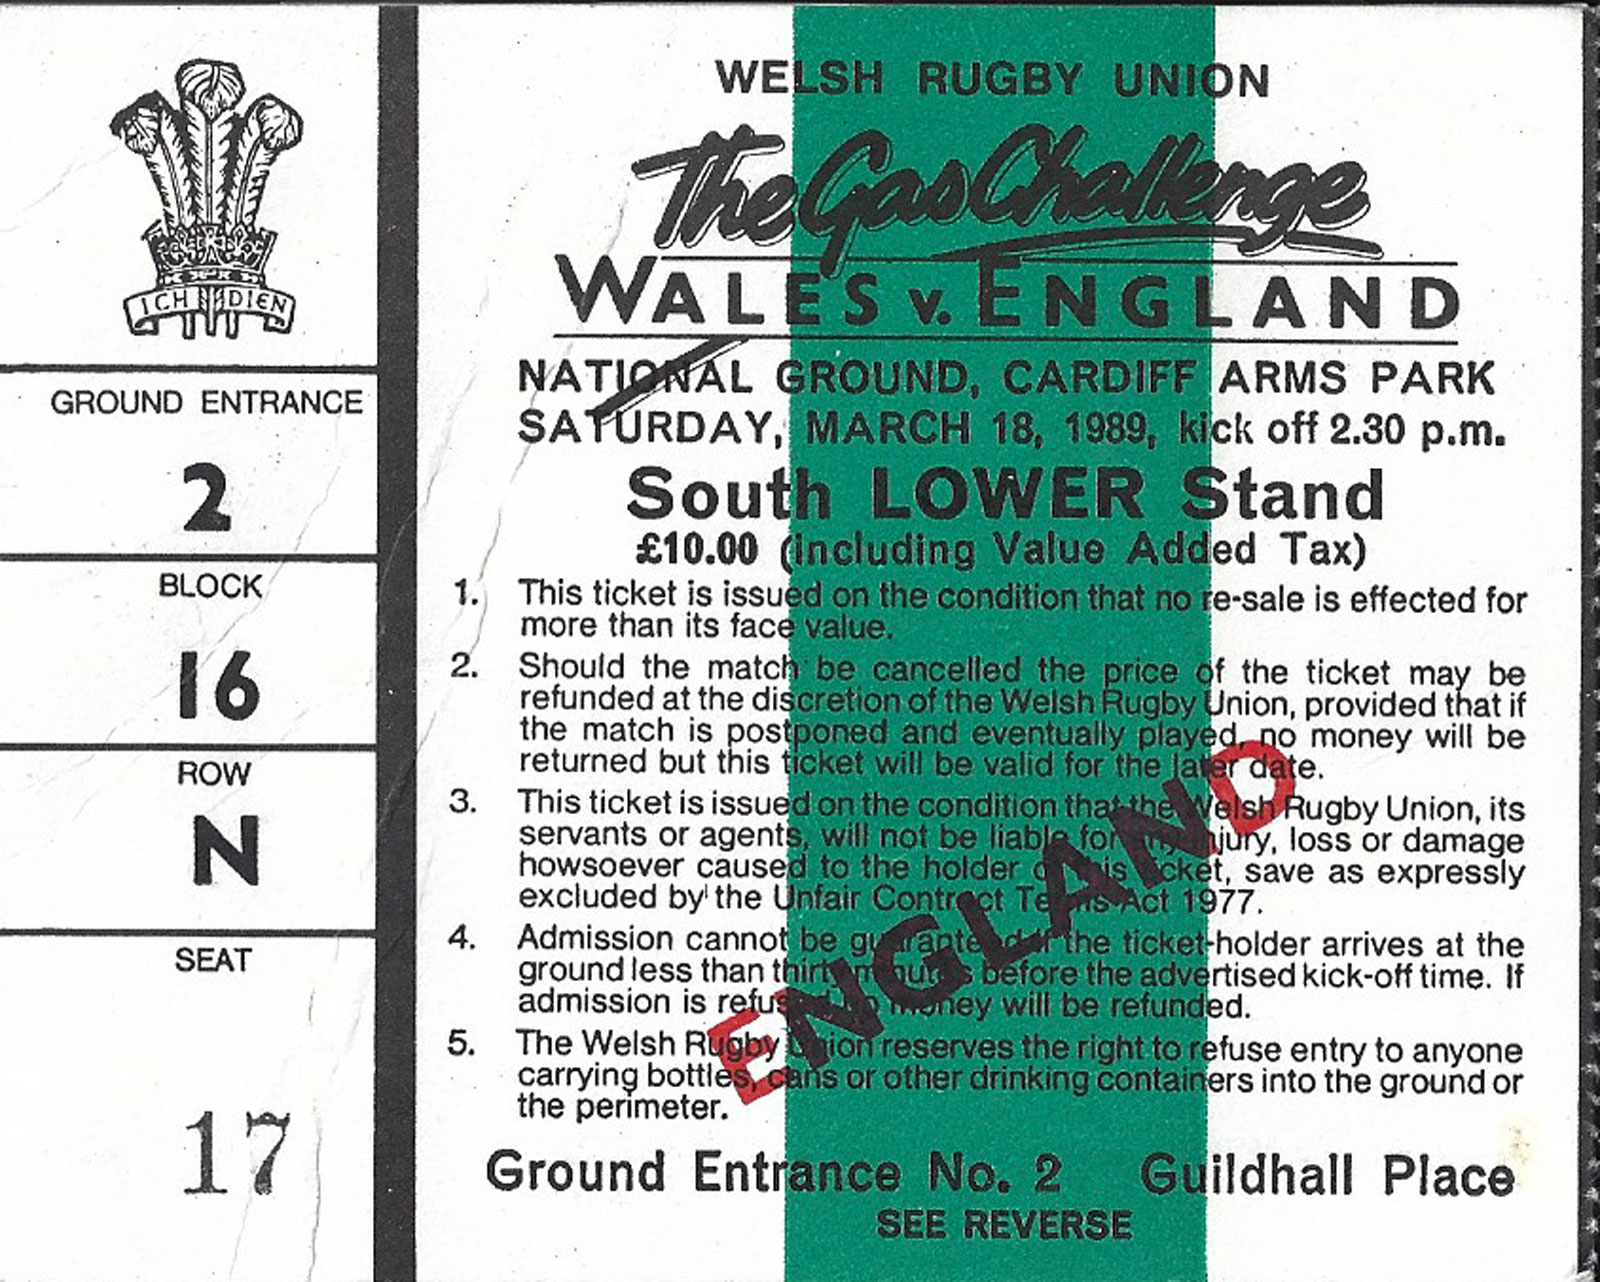 ICH DIEN
GROUND ENTRANCE
2
BLOCK
16
ROW
N
SEAT
17
WELSH RUGBY UNION
The Gas Challenge
WALES v. ENGLAND
NATIONAL GROUND, CARDIFF ARMS PARK
SATURDAY, MARCH 18, 1989, kick off 2.30 p.m.
South LOWER Stand
£10.00 (including Value Added Tax)
1. This ticket is issued on the condition that no re-sale is effected for
more than its face value.
2. Should the match be cancelled the price of the ticket may be
refunded at the discretion of the Welsh Rugby Union, provided that if
the match is postponed and eventually played, no money will be
returned but this ticket will be valid for the later date.
3. This ticket is issued on the condition that the Welsh Rugby Union, its
servants or agents, will not be liable for any injury, loss or damage
howsoever caused to the holder of this ticket, save as expressly
excluded by the Unfair Contract Terms Act 1977.
4. Admission cannot be guaranteed if the ticket-holder arrives at the
ground less than thirty minutes before the advertised kick-off time. If
admission is refused no money will be refunded.
5. The Welsh Rugby Union reserves the right to refuse entry to anyone
carrying bottles, cans or other drinking containers into the ground or
the perimeter.
ENGLAND
Ground Entrance No. 2 Guildhall Place
SEE REVERSE